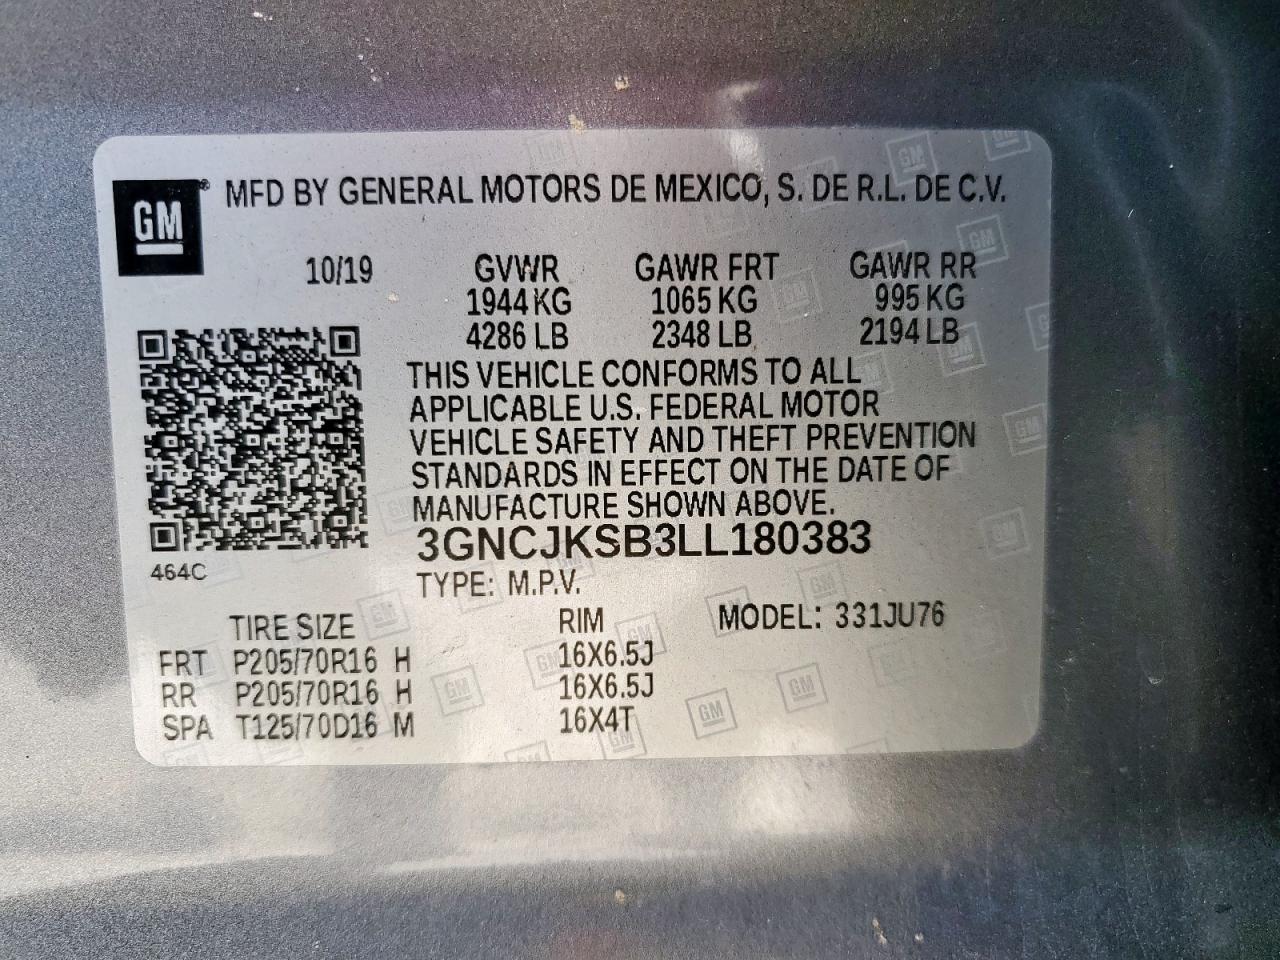 GM ® MFD BY GENERAL MOTORS DE MEXICO, S. DE R.L. DE C.V.
10/19 GVWR GAWR FRT GAWR RR
1944 KG 1065 KG 995 KG
4286 LB 2348 LB 2194 LB
THIS VEHICLE CONFORMS TO ALL
APPLICABLE U.S. FEDERAL MOTOR
VEHICLE SAFETY AND THEFT PREVENTION
STANDARDS IN EFFECT ON THE DATE OF
MANUFACTURE SHOWN ABOVE.
3GNCJKSB3LL180383
464C
TYPE: M.P.V.
TIRE SIZE RIM MODEL: 331JU76
FRT P205/70R16 H 16X6.5J
RR P205/70R16 H 16X6.5J
SPA T125/70D16 M 16X4T